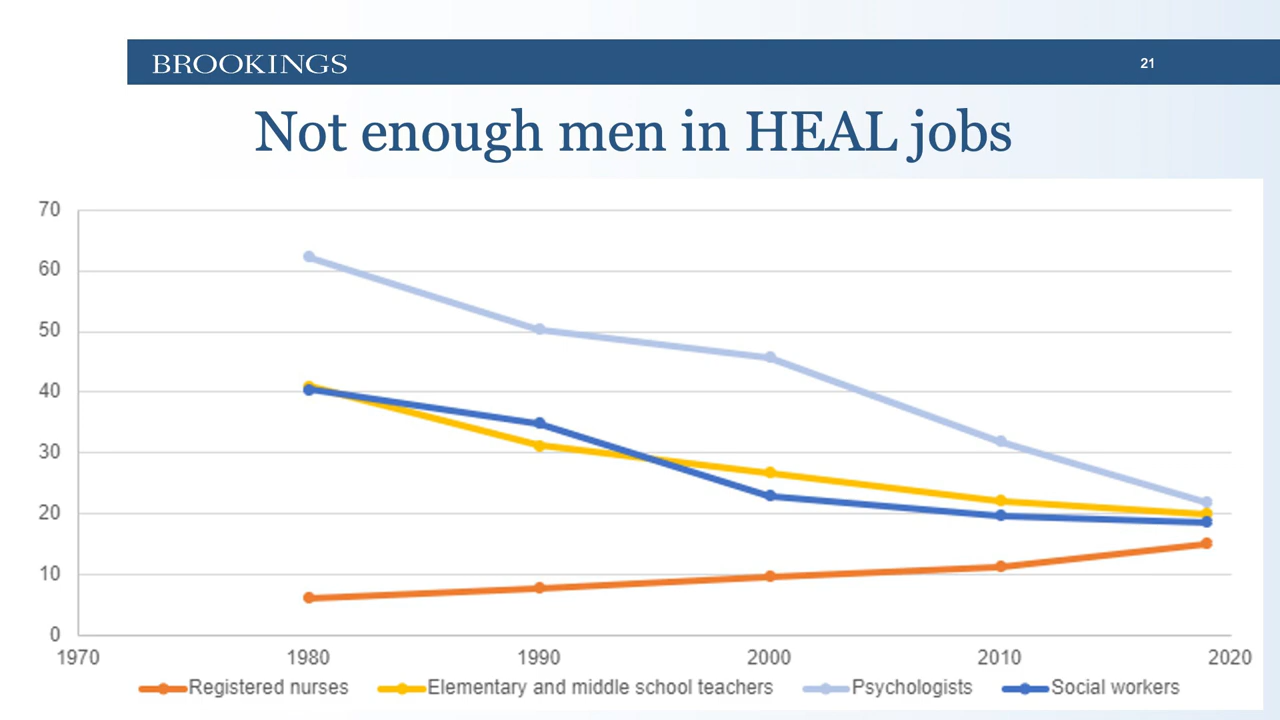 BROOKINGS
21
Not enough men in HEAL jobs
70
60
50
40
30
20
10
0
1970 1980 1990 2000 2010 2020
Registered nurses Elementary and middle school teachers Psychologists Social workers